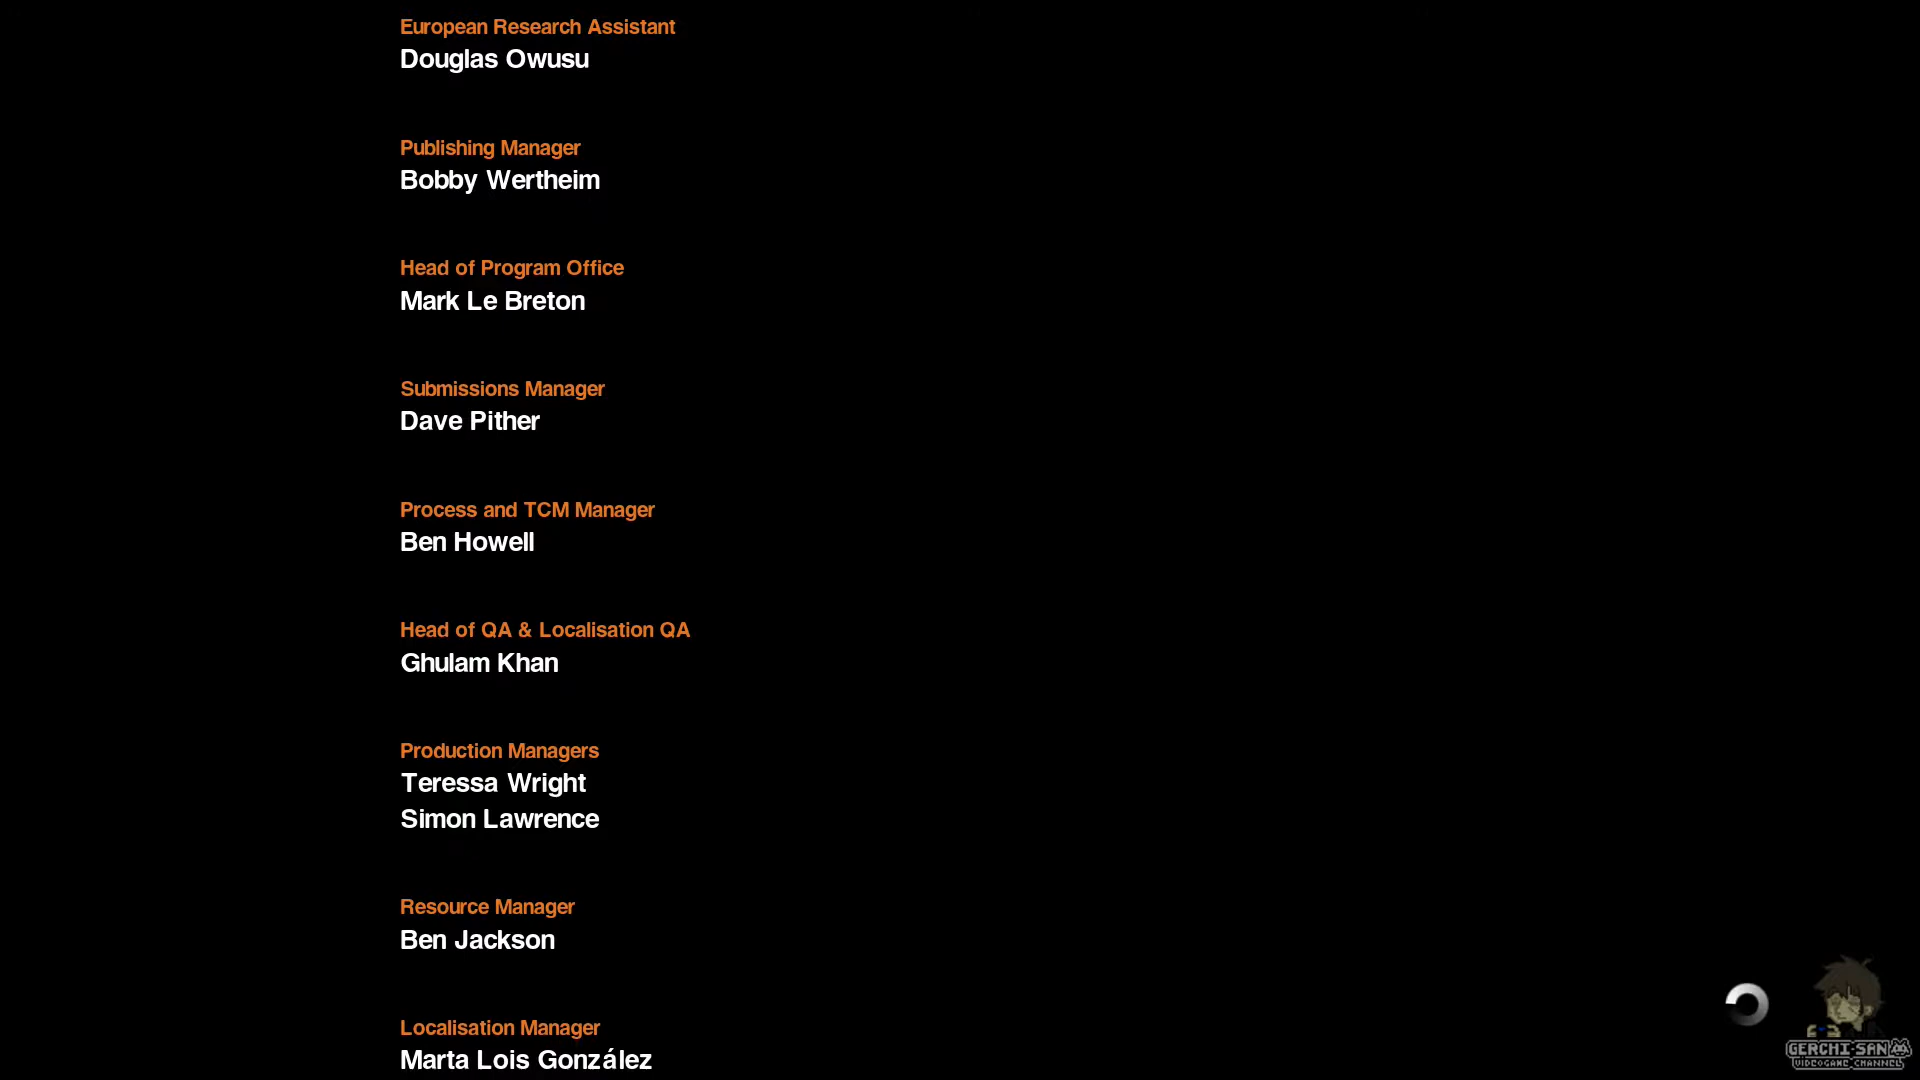 European Research Assistant
Douglas Owusu
Publishing Manager
Bobby Wertheim
Head of Program Office
Mark Le Breton
Submissions Manager
Dave Pither
Process and TCM Manager
Ben Howell
Head of QA & Localisation QA
Ghulam Khan
Production Managers
Teressa Wright
Simon Lawrence
Resource Manager
Ben Jackson
Localisation Manager
Marta Lois González
GERCHI-SAN
VIDEOGAME CHANNEL